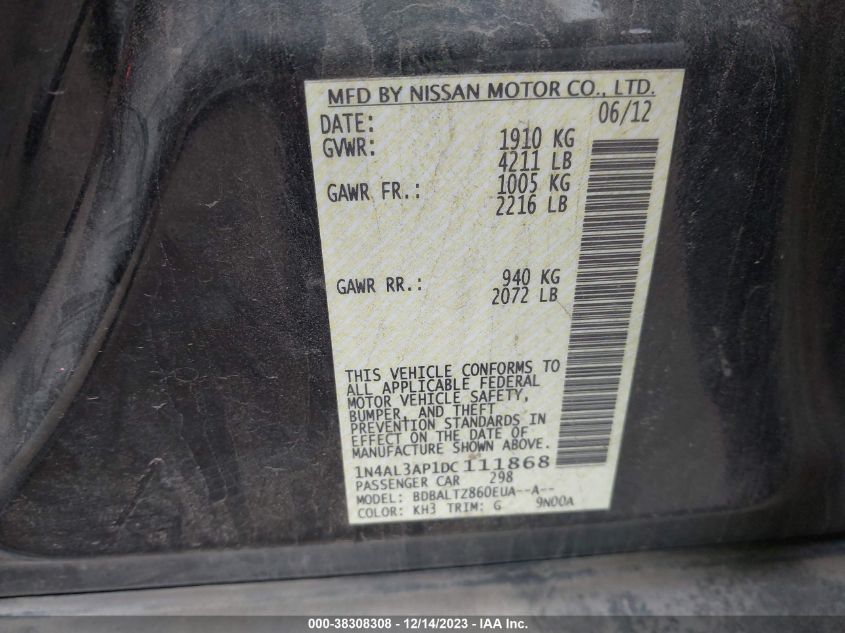 MFD BY NISSAN MOTOR CO., LTD.
DATE: 06/12
GVWR: 1910 KG
4211 LB
GAWR FR.: 1005 KG
2216 LB
GAWR RR.: 940 KG
2072 LB
THIS VEHICLE CONFORMS TO
ALL APPLICABLE FEDERAL
MOTOR VEHICLE SAFETY,
BUMPER, AND THEFT
PREVENTION STANDARDS IN
EFFECT ON THE DATE OF
MANUFACTURE SHOWN ABOVE.
1N4AL3AP1DC 111868
PASSENGER CAR 298
MODEL: BDBALTZ860EUA--A--
COLOR: KH3 TRIM: G 9N00A
000-38308308 - 12/14/2023 - IAA Inc.